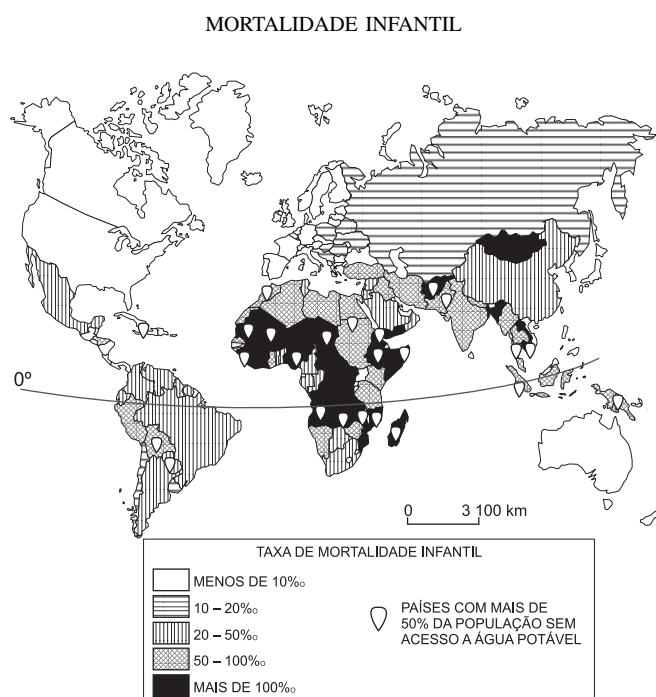 MORTALIDADE INFANTIL
0º
0 3 100 km
TAXA DE MORTALIDADE INFANTIL
MENOS DE 10‰
10 – 20‰
20 – 50‰
50 – 100‰
MAIS DE 100‰
PAÍSES COM MAIS DE
50% DA POPULAÇÃO SEM
ACESSO A ÁGUA POTÁVEL